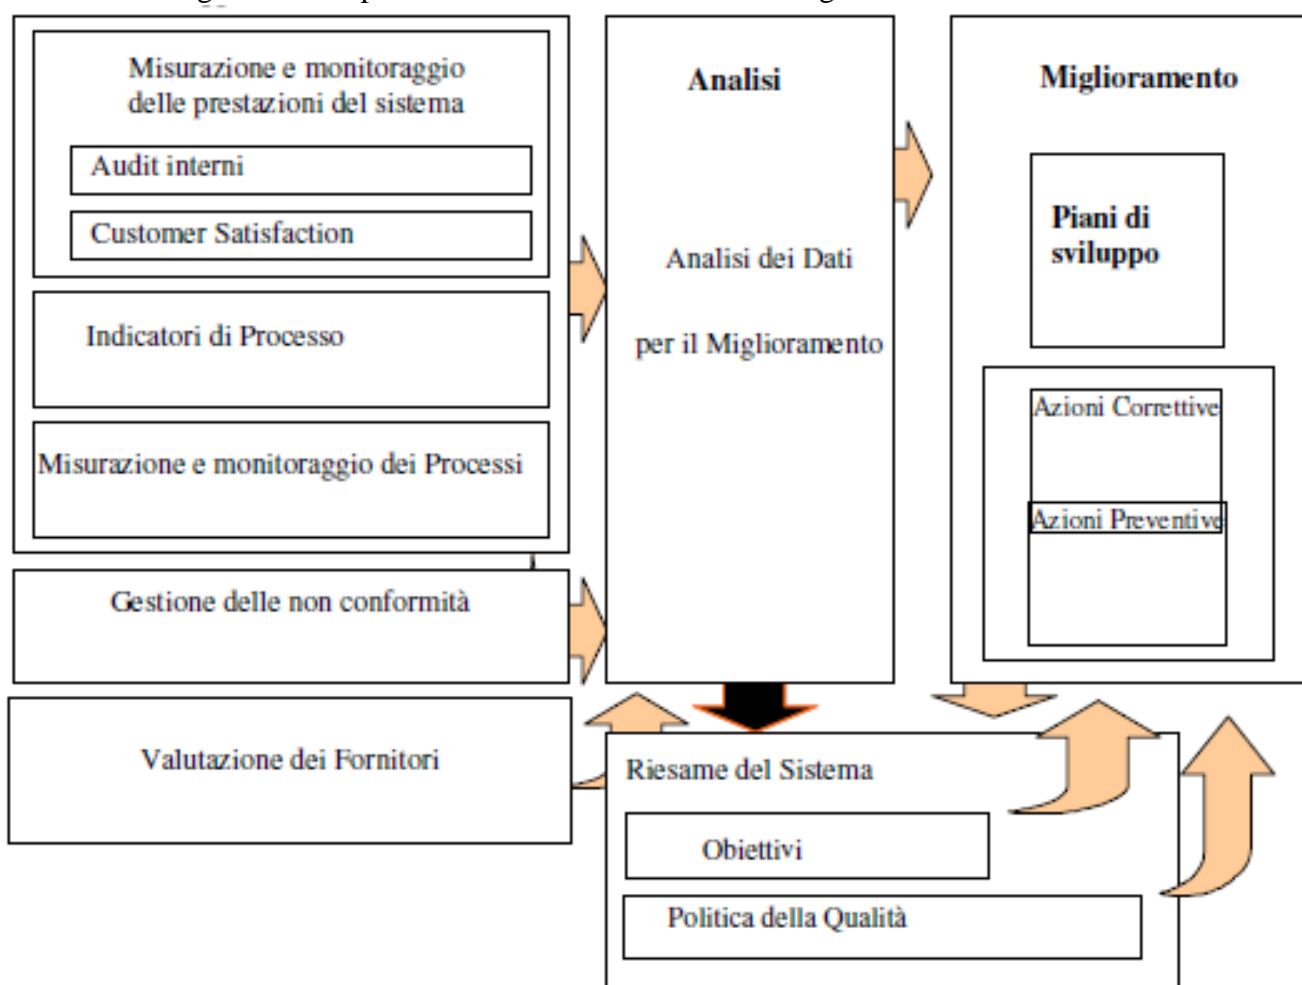 Misurazione e monitoraggio
delle prestazioni del sistema
Audit interni
Customer Satisfaction
Indicatori di Processo
Misurazione e monitoraggio dei Processi
Gestione delle non conformità
Valutazione dei Fornitori
Analisi
Analisi dei Dati
per il Miglioramento
Miglioramento
Piani di
sviluppo
Azioni Correttive
Azioni Preventive
Riesame del Sistema
Obiettivi
Politica della Qualità